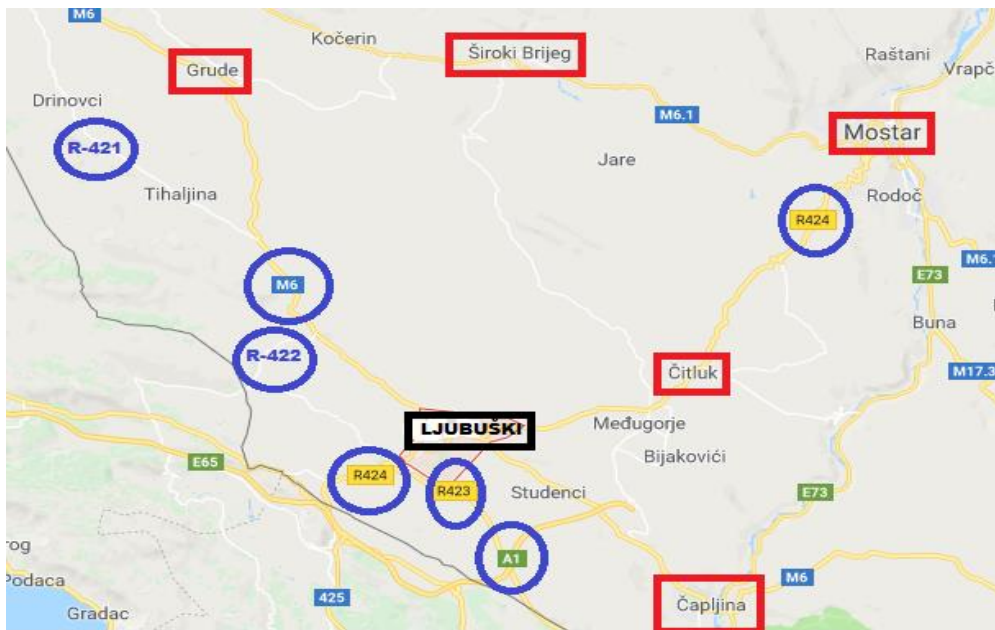 M6
Kočerin
Široki Brijeg
Raštani
Vrapč
Grude
Drinovci
M6.1
Mostar
R-421
Jare
Tihaljina
Rodoč
R424
M6.1
E73
M6
Buna
R-422
Čitluk
M17.3
LJUBUŠKI
Međugorje
Bijakovići
E65
R424
R423
Studenci
E73
rog
A1
Podaca
M6
425
Čapljina
Gradac